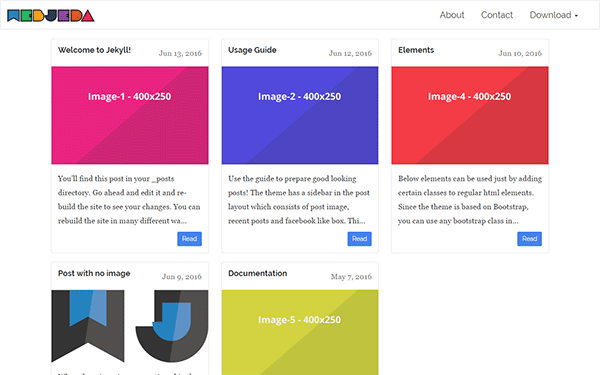 WEDJEDA
About Contact Download
Welcome to Jekyll! Jun 13, 2016
Image-1 - 400x250
You'll find this post in your _posts
directory. Go ahead and edit it and re-
build the site to see your changes. You can
rebuild the site in many different wa...
Read
Usage Guide Jun 12, 2016
Image-2 - 400x250
Use the guide to prepare good looking
posts! The theme has a sidebar in the post
layout which consists of post image,
recent posts and facebook like box. Thi...
Read
Elements Jun 10, 2016
Image-4 - 400x250
Below elements can be used just by adding
certain classes to regular html elements.
Since the theme is based on Bootstrap,
you can use any bootstrap class in...
Read
Post with no image Jun 9, 2016
WJ
Documentation May 7, 2016
Image-5 - 400x250